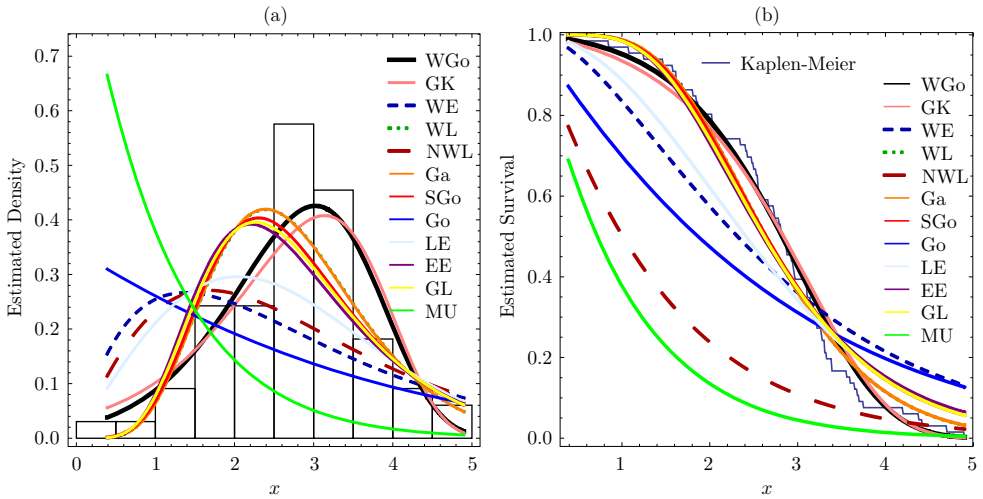 (a)
Estimated Density
0.7
0.6
0.5
0.4
0.3
0.2
0.1
0.0
0
1
2
3
4
5
x
WGo
GK
WE
WL
NWL
Ga
SGo
Go
LE
EE
GL
MU
(b)
Estimated Survival
1.0
0.8
0.6
0.4
0.2
0.0
1
2
3
4
5
x
Kaplen-Meier
WGo
GK
WE
WL
NWL
Ga
SGo
Go
LE
EE
GL
MU